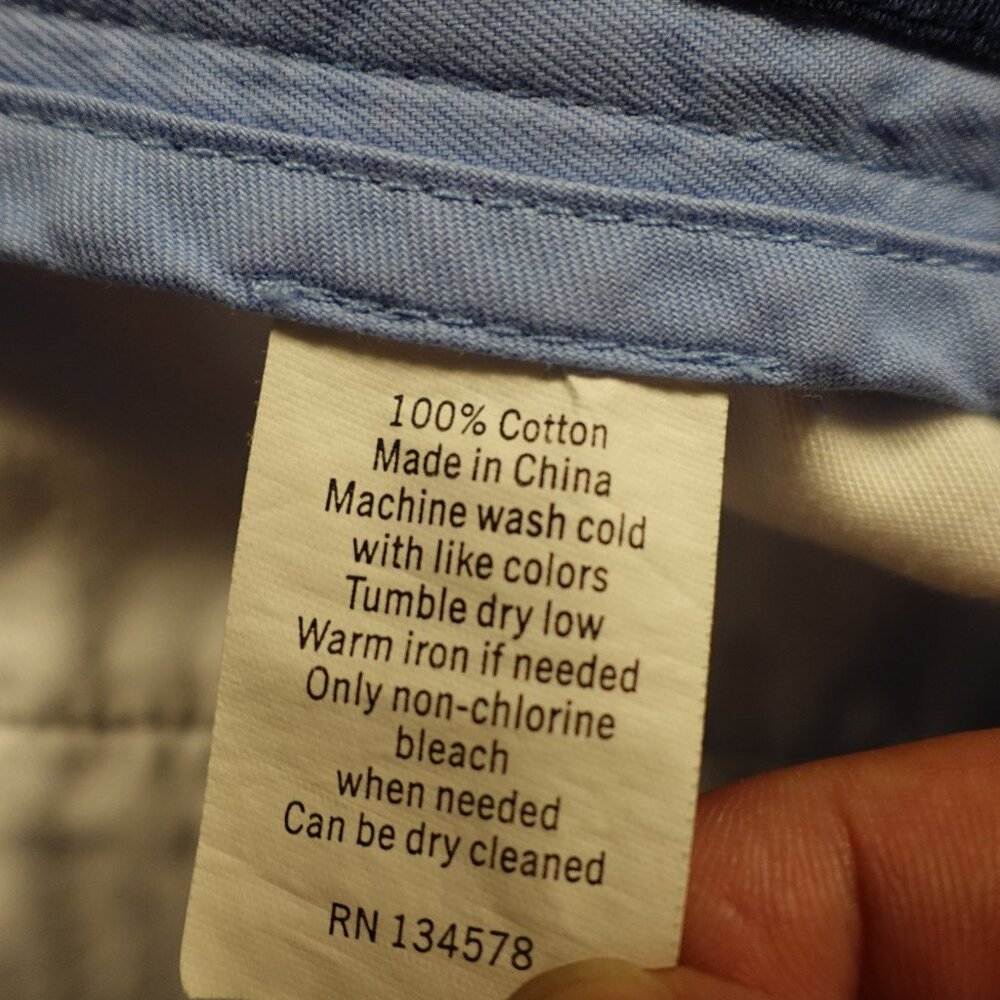 100% Cotton
Made in China
Machine wash cold
with like colors
Tumble dry low
Warm iron if needed
Only non-chlorine
bleach
when needed
Can be dry cleaned
RN 134578